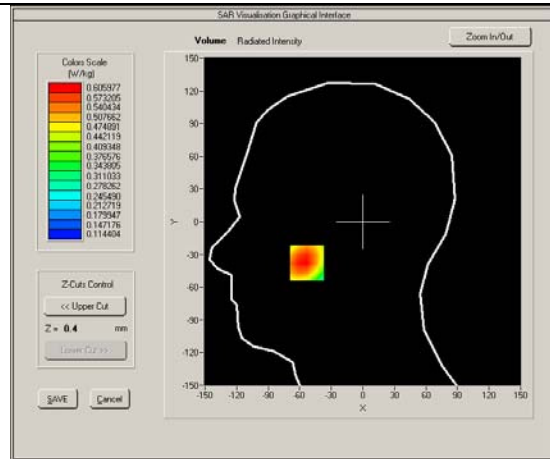 SAR Visualisation Graphical Interface
Volume Radiated Intensity
Zoom In/Out
Colors Scale
(W/kg)
0.605977
0.573205
0.540434
0.507662
0.474891
0.442119
0.409348
0.376576
0.343805
0.311033
0.278262
0.245490
0.212719
0.179947
0.147176
0.114404
Z-Cuts Control
<< Upper Cut
Z = 0.4 mm
Lower Cut >>
SAVE Cancel
150-
120-
90-
60-
30-
Y 0-
-30-
-60-
-90-
-120-
-150-
-150 -120 -90 -60 -30 0 30 60 90 120 150
X